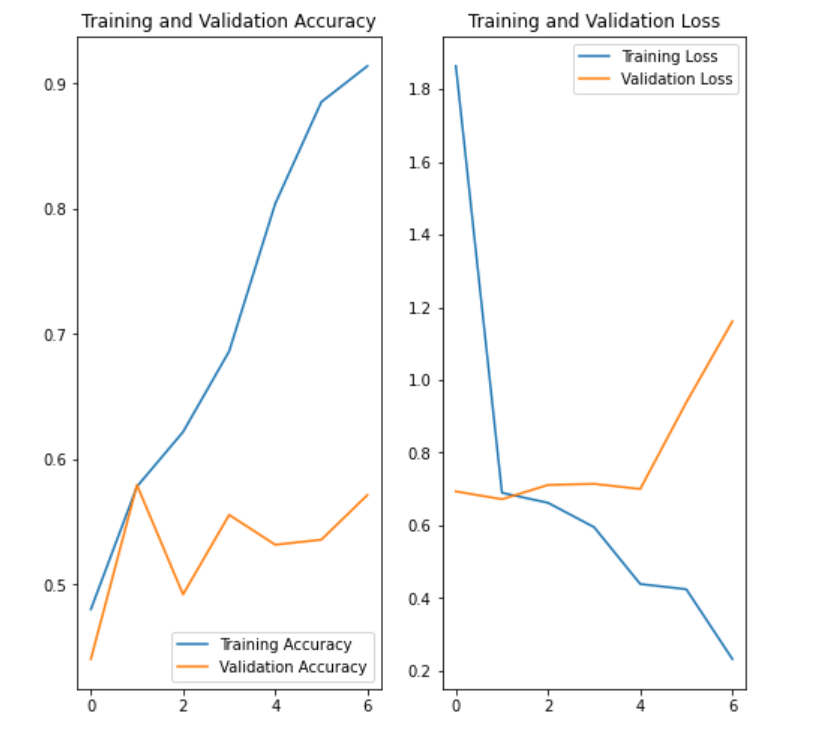 Training and Validation Accuracy
0.9
0.8
0.7
0.6
0.5
Training Accuracy
Validation Accuracy
0 2 4 6
Training and Validation Loss
Training Loss
Validation Loss
1.8
1.6
1.4
1.2
1.0
0.8
0.6
0.4
0.2
0 2 4 6